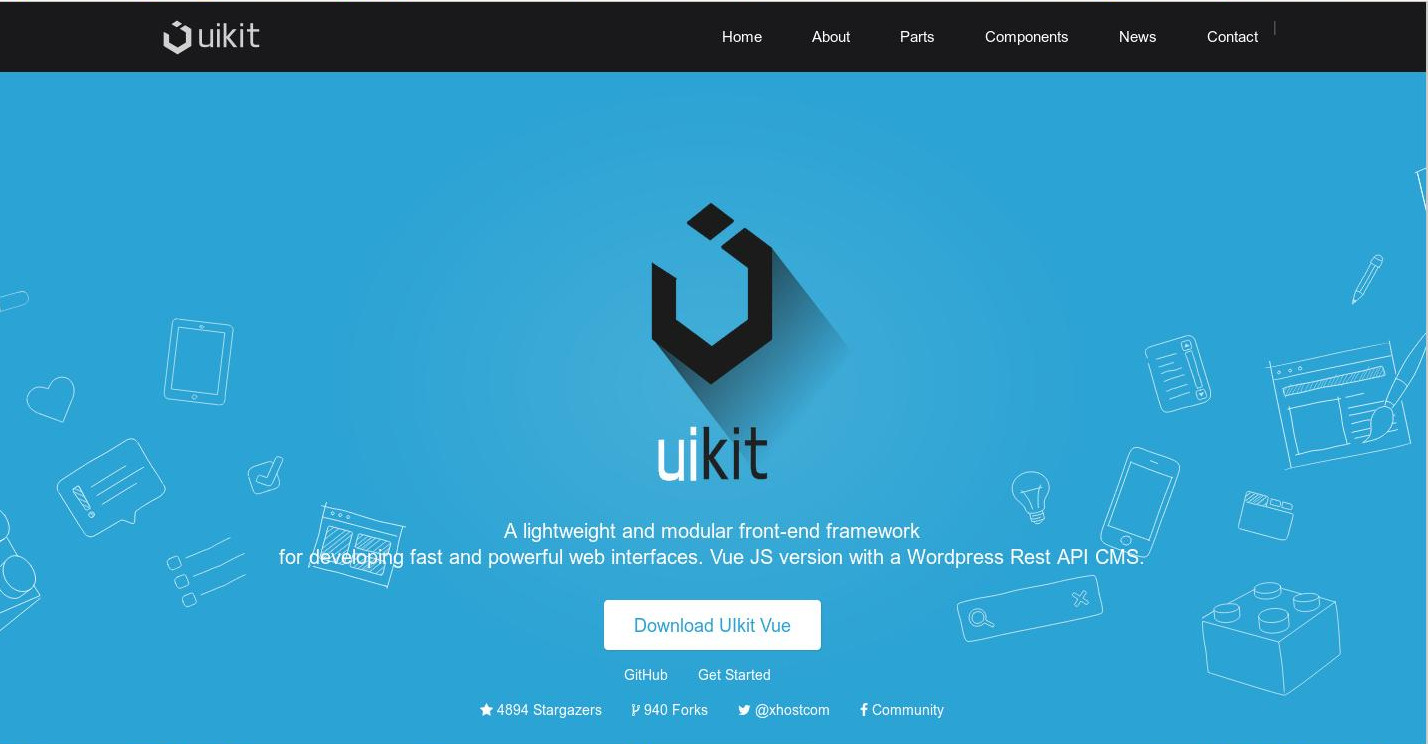 uikit
Home About Parts Components News Contact
uikit
A lightweight and modular front-end framework
for developing fast and powerful web interfaces. Vue JS version with a Wordpress Rest API CMS.
Download UIkit Vue
GitHub Get Started
4894 Stargazers 940 Forks @xhostcom Community